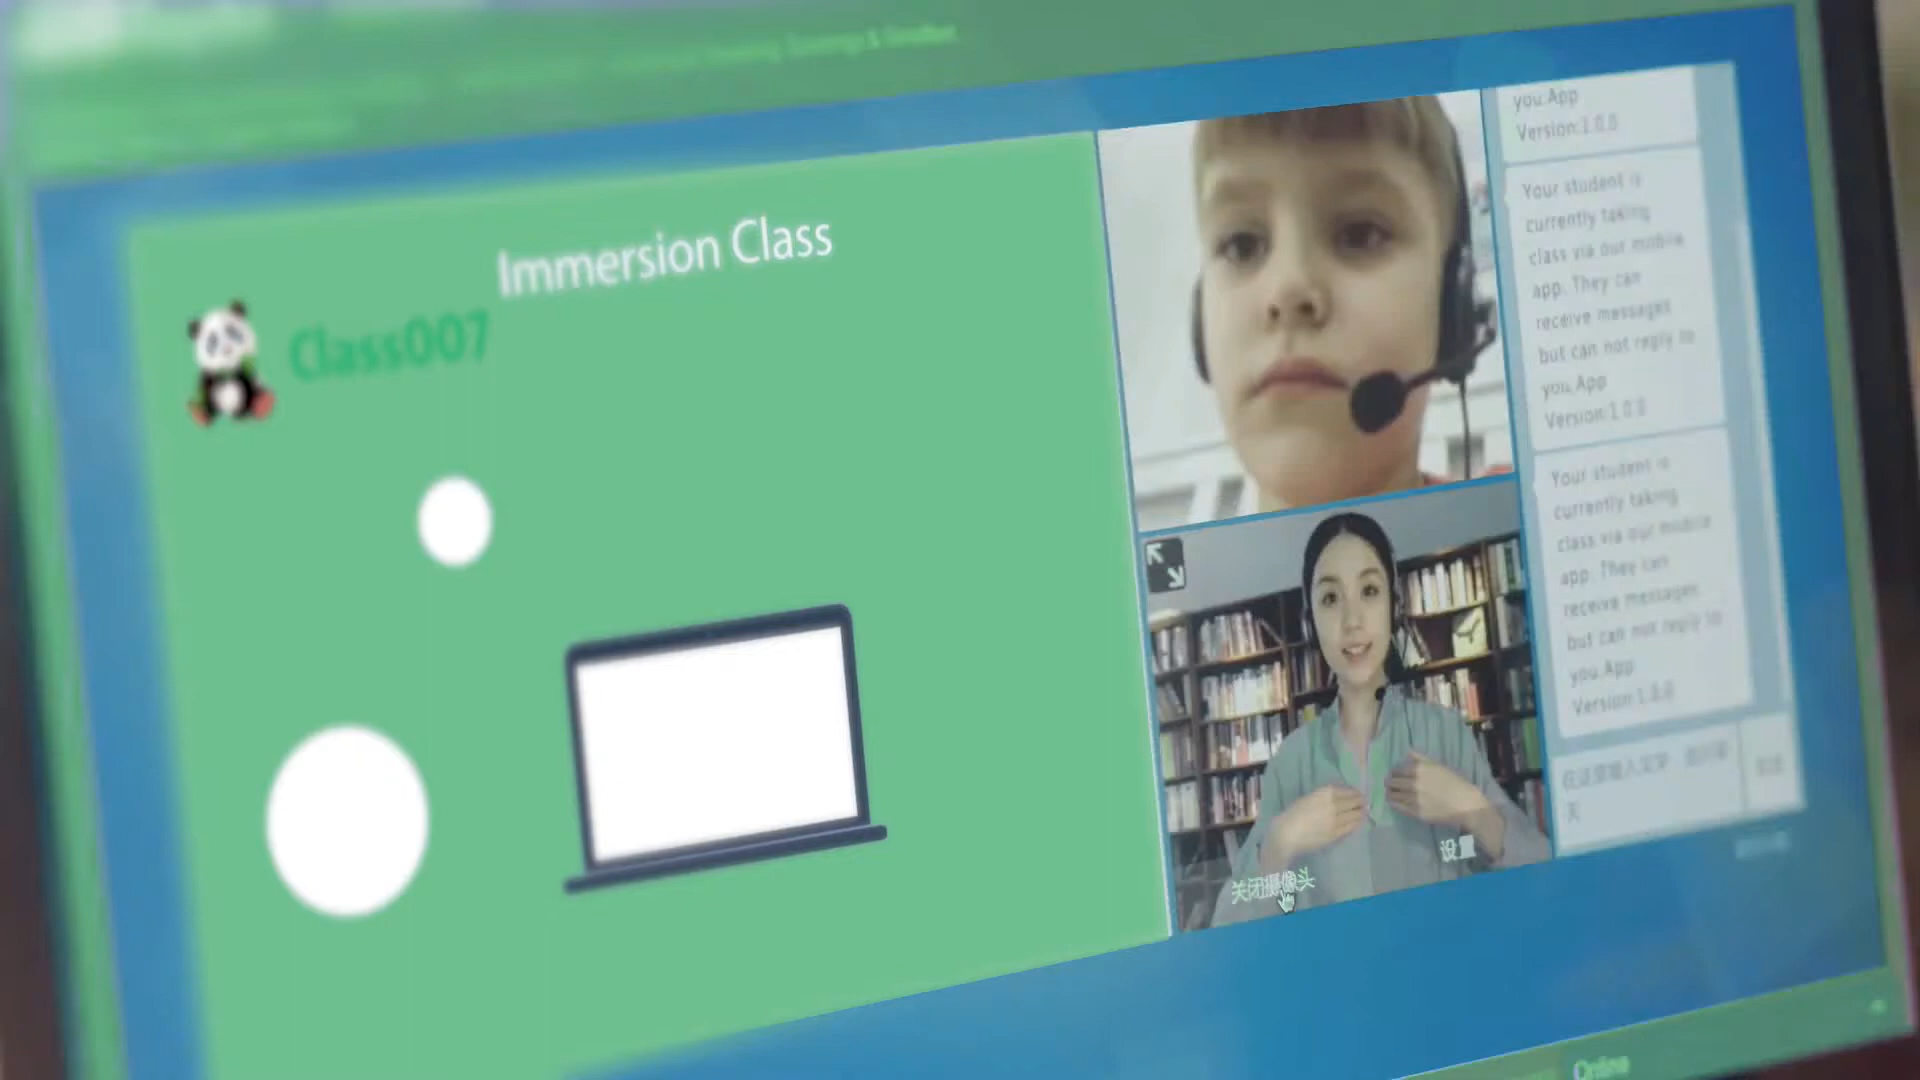 Immersion Class
Class007
you.App
Version:1.0.0
Your student is
currently taking
class via our mobile
app. They can
receive messages
but can not reply to
you.App
Version:1.0.0
Your student is
currently taking
class via our mobile
app. They can
receive messages
but can not reply to
you.App
Version:1.0.0
设置
关闭摄像头
Online